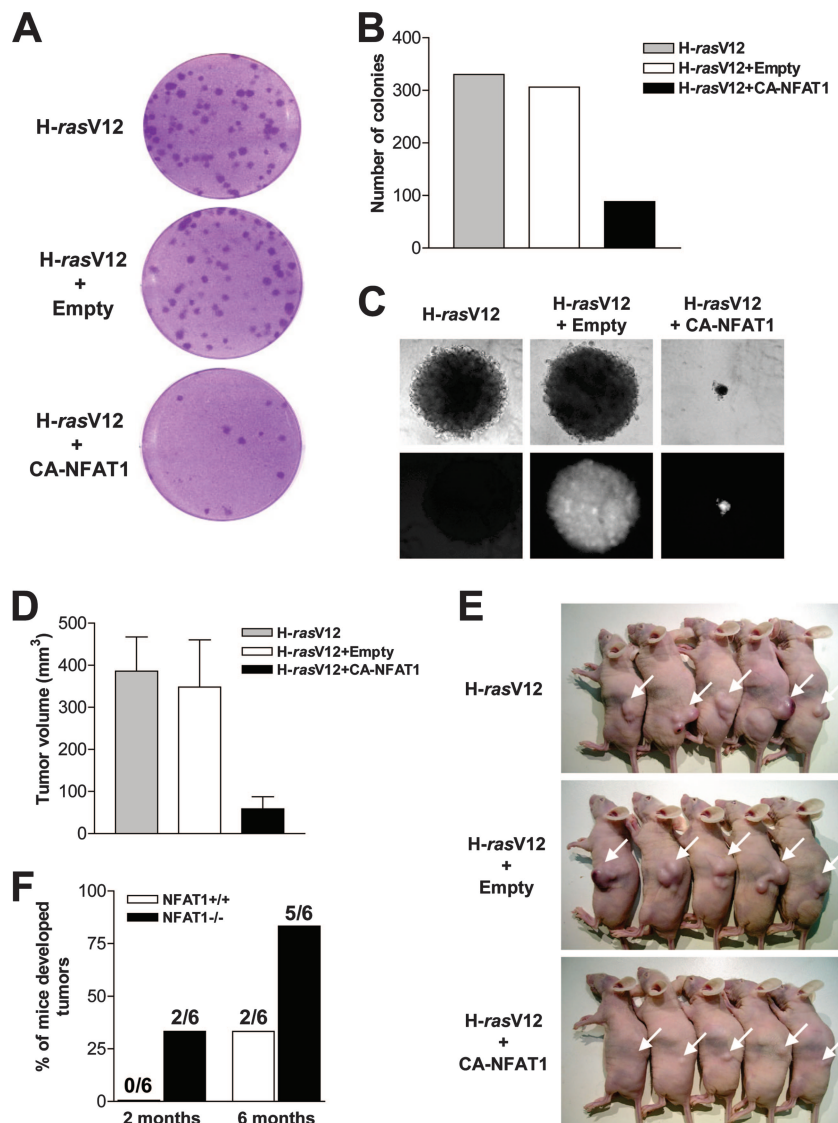 A
H-rasV12
H-rasV12
+
Empty
H-rasV12
+
CA-NFAT1
B
Number of colonies
400
300
200
100
0
H-rasV12
H-rasV12+Empty
H-rasV12+CA-NFAT1
C
H-rasV12
H-rasV12
+ Empty
H-rasV12
+ CA-NFAT1
D
Tumor volume (mm³)
500
400
300
200
100
0
H-rasV12
H-rasV12+Empty
H-rasV12+CA-NFAT1
E
H-rasV12
H-rasV12
+
Empty
H-rasV12
+
CA-NFAT1
F
% of mice developed
tumors
100
75
50
25
0
NFAT1+/+
NFAT1-/-
0/6
2/6
2/6
5/6
2 months
6 months